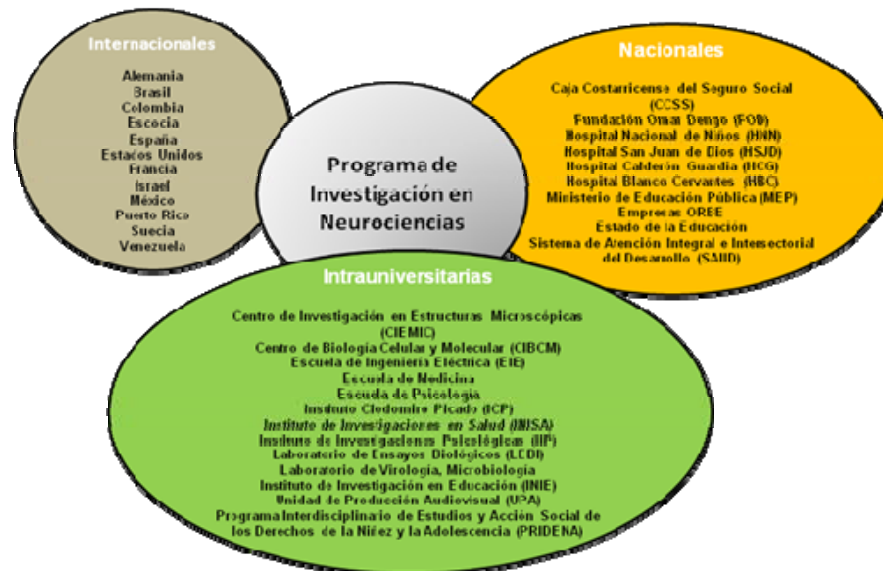 Internacionales
Alemania
Brasil
Colombia
Escocia
España
Estados Unidos
Francia
Israel
México
Puerto Rico
Suecia
Venezuela
Programa de
Investigación en
Neurociencias
Nacionales
Caja Costarricense del Seguro Social
(CCSS)
Fundación Omar Dengo (FOD)
Hospital Nacional de Niños (HNN)
Hospital San Juan de Dios (HSJD)
Hospital Calderón Guardia (HCG)
Hospital Blanco Cervantes (HBC)
Ministerio de Educación Pública (MEP)
Empresas
Estado de la Educación
Sistema de Atención Integral e Intersectorial
del Desarrollo
Intrauniversitarias
Centro de Investigación en Estructuras Microscópicas
(CIEMIC)
Centro de Biología Celular y Molecular (CIBCM)
Escuela de Ingeniería Eléctrica (EIE)
Escuela de Medicina
Escuela de Psicología
Instituto Clodomiro Picado (ICP)
Instituto de Investigaciones en Salud (INISA)
Instituto de Investigaciones Psicológicas (IIP)
Laboratorio de Ensayos Biológicos (LEBI)
Laboratorio de Virología, Microbiología
Instituto de Investigación en Educación (INIE)
Unidad de Producción Audiovisual (UPA)
Programa Interdisciplinario de Estudios y Acción Social de
los Derechos de la Niñez y la Adolescencia (PRIDENA)